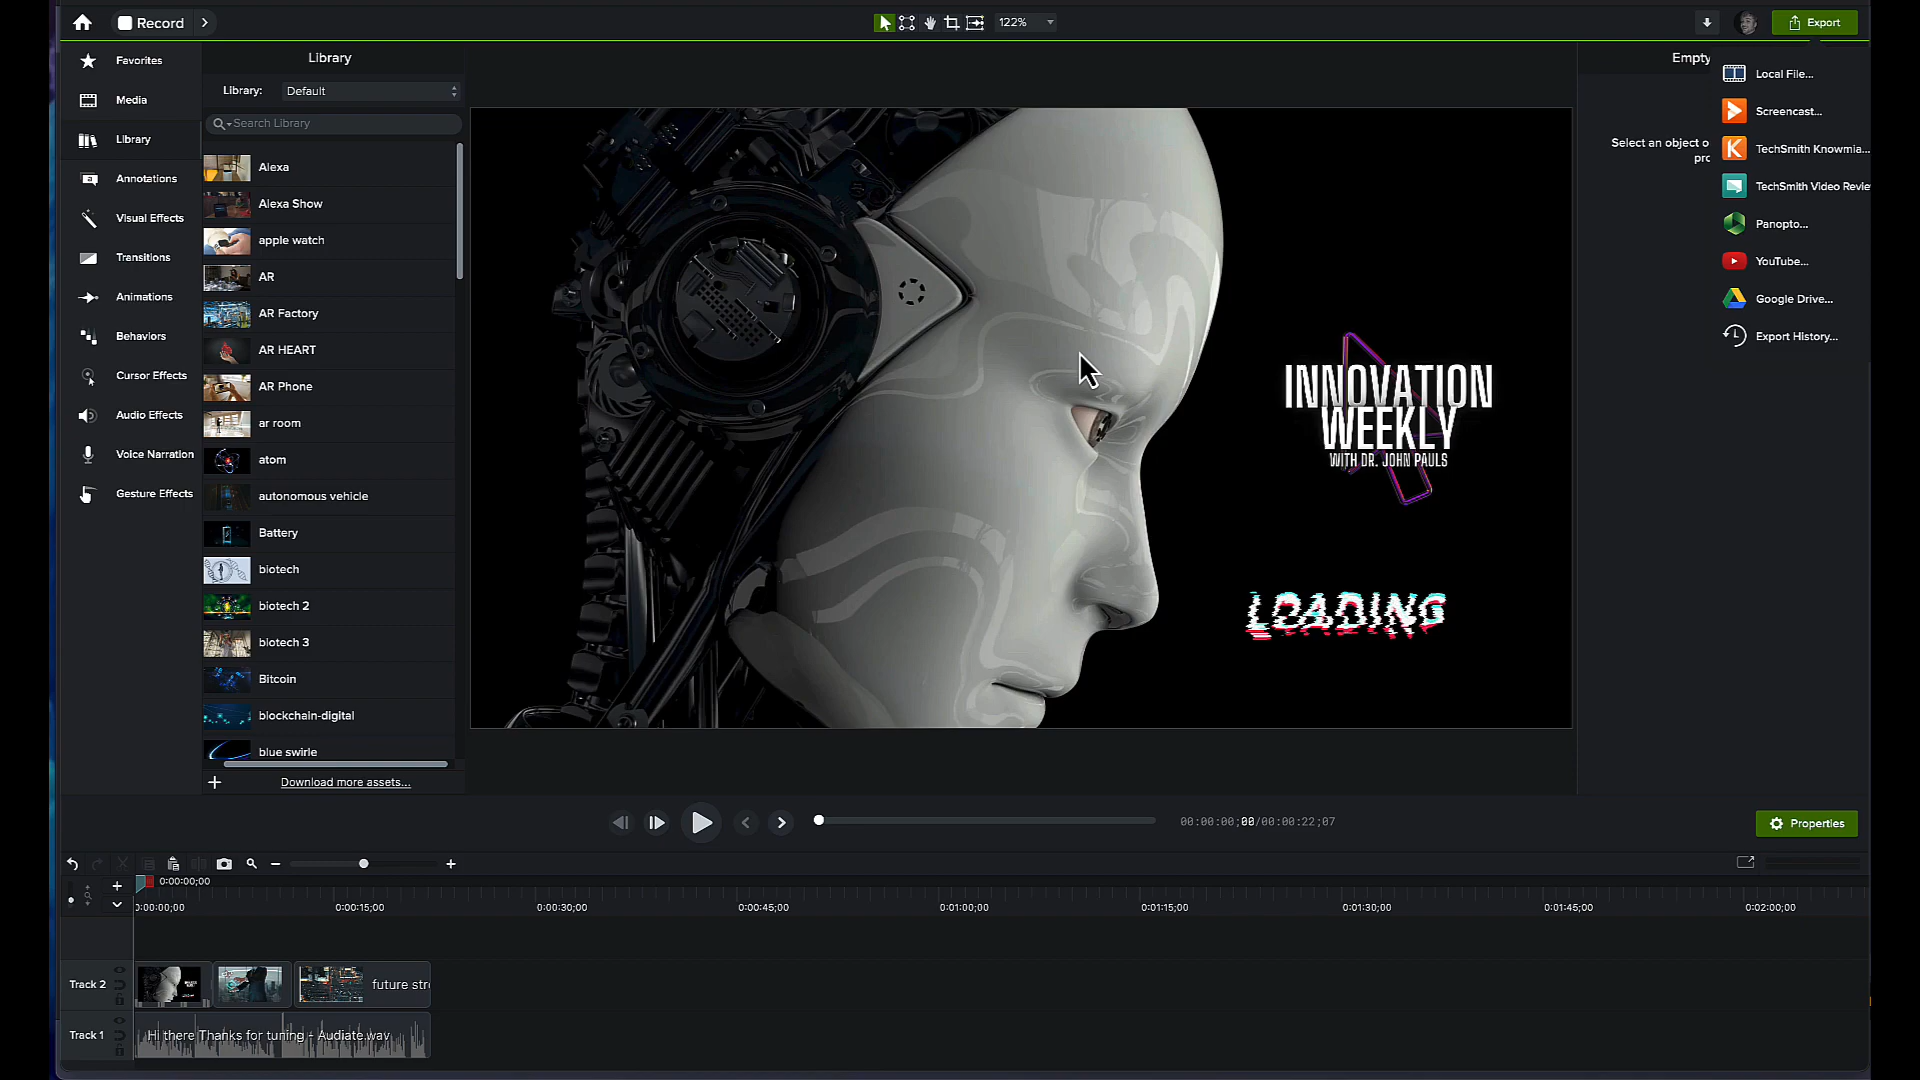 Record
122%
Export
Favorites
Media
Library
Annotations
Visual Effects
Transitions
Animations
Behaviors
Cursor Effects
Audio Effects
Voice Narration
Gesture Effects
Library
Library:
Default
Search Library
Alexa
Alexa Show
apple watch
AR
AR Factory
AR HEART
AR Phone
ar room
atom
autonomous vehicle
Battery
biotech
biotech 2
biotech 3
Bitcoin
blockchain-digital
blue swirle
Download more assets...
INNOVATION
WEEKLY
WITH DR. JOHN PAULS
LOADING
Empty
Select an object o
pro
Local File...
Screencast...
TechSmith Knowmia...
TechSmith Video Revie
Panopto...
YouTube...
Google Drive...
Export History...
00:00:00;00/00:00:22;07
Properties
0:00:00;00
0:00:00;00
0:00:15;00
0:00:30;00
0:00:45;00
0:01:00;00
0:01:15;00
0:01:30;00
0:01:45;00
0:02:00;00
Track 2
future str
Track 1
Hi there Thanks for tuning - Audiate.wav